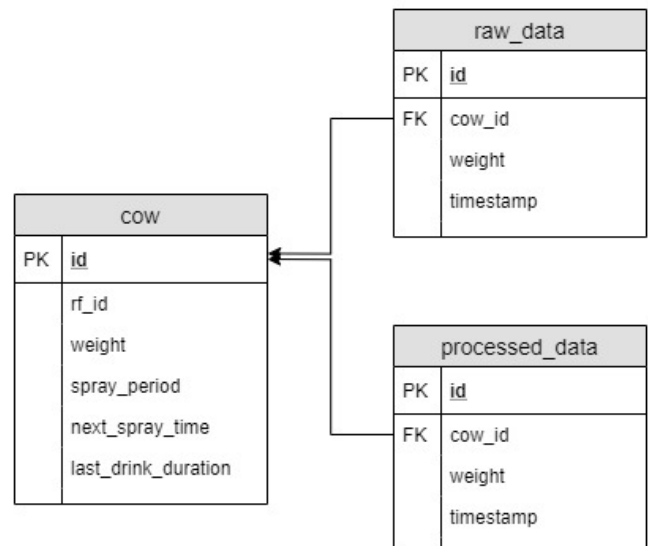 raw_data
PK id
FK cow_id
weight
timestamp
cow
PK id
rf_id
weight
spray_period
next_spray_time
last_drink_duration
processed_data
PK id
FK cow_id
weight
timestamp